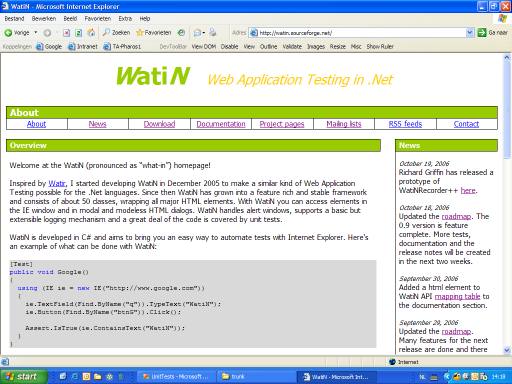 WatiN - Microsoft Internet Explorer
Bestand Bewerken Beeld Favorieten Extra Help
Vorige Zoeken Favorieten Adres http://watin.sourceforge.net/ Ga naar
Koppelingen Google Intranet TA-Pharos1 DevToolBar View DOM Disable View Outline Validate Images Resize Misc Show Ruler
WatiN Web Application Testing in .Net
About
About News Download Documentation Project pages Mailing lists RSS feeds Contact
Overview
Welcome at the WatiN (pronounced as "what-in") homepage!
Inspired by Watir, I started developing WatiN in December 2005 to make a similar kind of Web Application
Testing possible for the .Net languages. Since then WatiN has grown into a feature rich and stable framework
and consists of about 50 classes, wrapping all major HTML elements. With WatiN you can access elements in
the IE window and in modal and modeless HTML dialogs. WatiN handles alert windows, supports a basic but
extensible logging mechanism and a great deal of the code is covered by unit tests.
WatiN is developed in C# and aims to bring you an easy way to automate tests with Internet Explorer. Here's
an example of what can be done with WatiN:
[Test]
public void Google()
{
using (IE ie = new IE("http://www.google.com"))
{
ie.TextField(Find.ByName("q")).TypeText("WatiN");
ie.Button(Find.ByName("btnG")).Click();
Assert.IsTrue(ie.ContainsText("WatiN"));
}
}
News
October 19, 2006
Richard Griffin has released a
prototype of
WatiNRecorder++ here.
October 18, 2006
Updated the roadmap. The
0.9 version is feature
complete. More tests,
documentation and the
release notes will be created
in the next two weeks.
September 30, 2006
Added a html element to
WatiN API mapping table to
the documentation section.
September 29, 2006
Updated the roadmap.
Many features for the next
release are done and there
Internet
start UnitTests - Microsoft ... trunk WatiN - Microsoft Int... NL 14:19